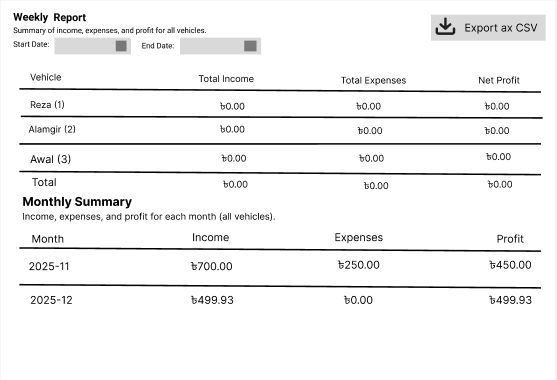 Weekly Report
Summary of income, expenses, and profit for all vehicles.
Start Date: End Date:
Export ax CSV
Vehicle Total Income Total Expenses Net Profit
Reza (1) ৳0.00 ৳0.00 ৳0.00
Alamgir (2) ৳0.00 ৳0.00 ৳0.00
Awal (3) ৳0.00 ৳0.00 ৳0.00
Total ৳0.00 ৳0.00 ৳0.00
Monthly Summary
Income, expenses, and profit for each month (all vehicles).
Month Income Expenses Profit
2025-11 ৳700.00 ৳250.00 ৳450.00
2025-12 ৳499.93 ৳0.00 ৳499.93